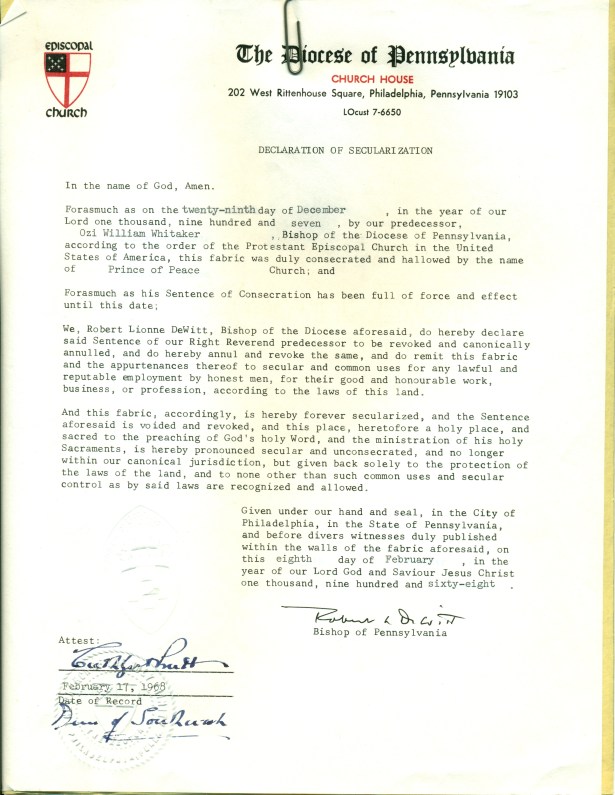 episcopal
church
The Diocese of Pennsylvania
CHURCH HOUSE
202 West Rittenhouse Square, Philadelphia, Pennsylvania 19103
LOcust 7-6650
DECLARATION OF SECULARIZATION
In the name of God, Amen.
Forasmuch as on the twenty-ninth day of December , in the year of our
Lord one thousand, nine hundred and seven , by our predecessor,
Ozi William Whitaker , Bishop of the Diocese of Pennsylvania,
according to the order of the Protestant Episcopal Church in the United
States of America, this fabric was duly consecrated and hallowed by the name
of Prince of Peace Church; and
Forasmuch as his Sentence of Consecration has been full of force and effect
until this date;
We, Robert Lionne DeWitt, Bishop of the Diocese aforesaid, do hereby declare
said Sentence of our Right Reverend predecessor to be revoked and canonically
annulled, and do hereby annul and revoke the same, and do remit this fabric
and the appurtenances thereof to secular and common uses for any lawful and
reputable employment by honest men, for their good and honourable work,
business, or profession, according to the laws of this land.
And this fabric, accordingly, is hereby forever secularized, and the Sentence
aforesaid is voided and revoked, and this place, heretofore a holy place, and
sacred to the preaching of God's holy Word, and the ministration of his holy
Sacraments, is hereby pronounced secular and unconsecrated, and no longer
within our canonical jurisdiction, but given back solely to the protection of
the laws of the land, and to none other than such common uses and secular
control as by said laws are recognized and allowed.
Given under our hand and seal, in the City of
Philadelphia, in the State of Pennsylvania,
and before divers witnesses duly published
within the walls of the fabric aforesaid, on
this eighth day of February , in the
year of our Lord God and Saviour Jesus Christ
one thousand, nine hundred and sixty-eight .
Robert L DeWitt
Bishop of Pennsylvania
Attest:
February 17, 1968
Date of Record
of Southwark